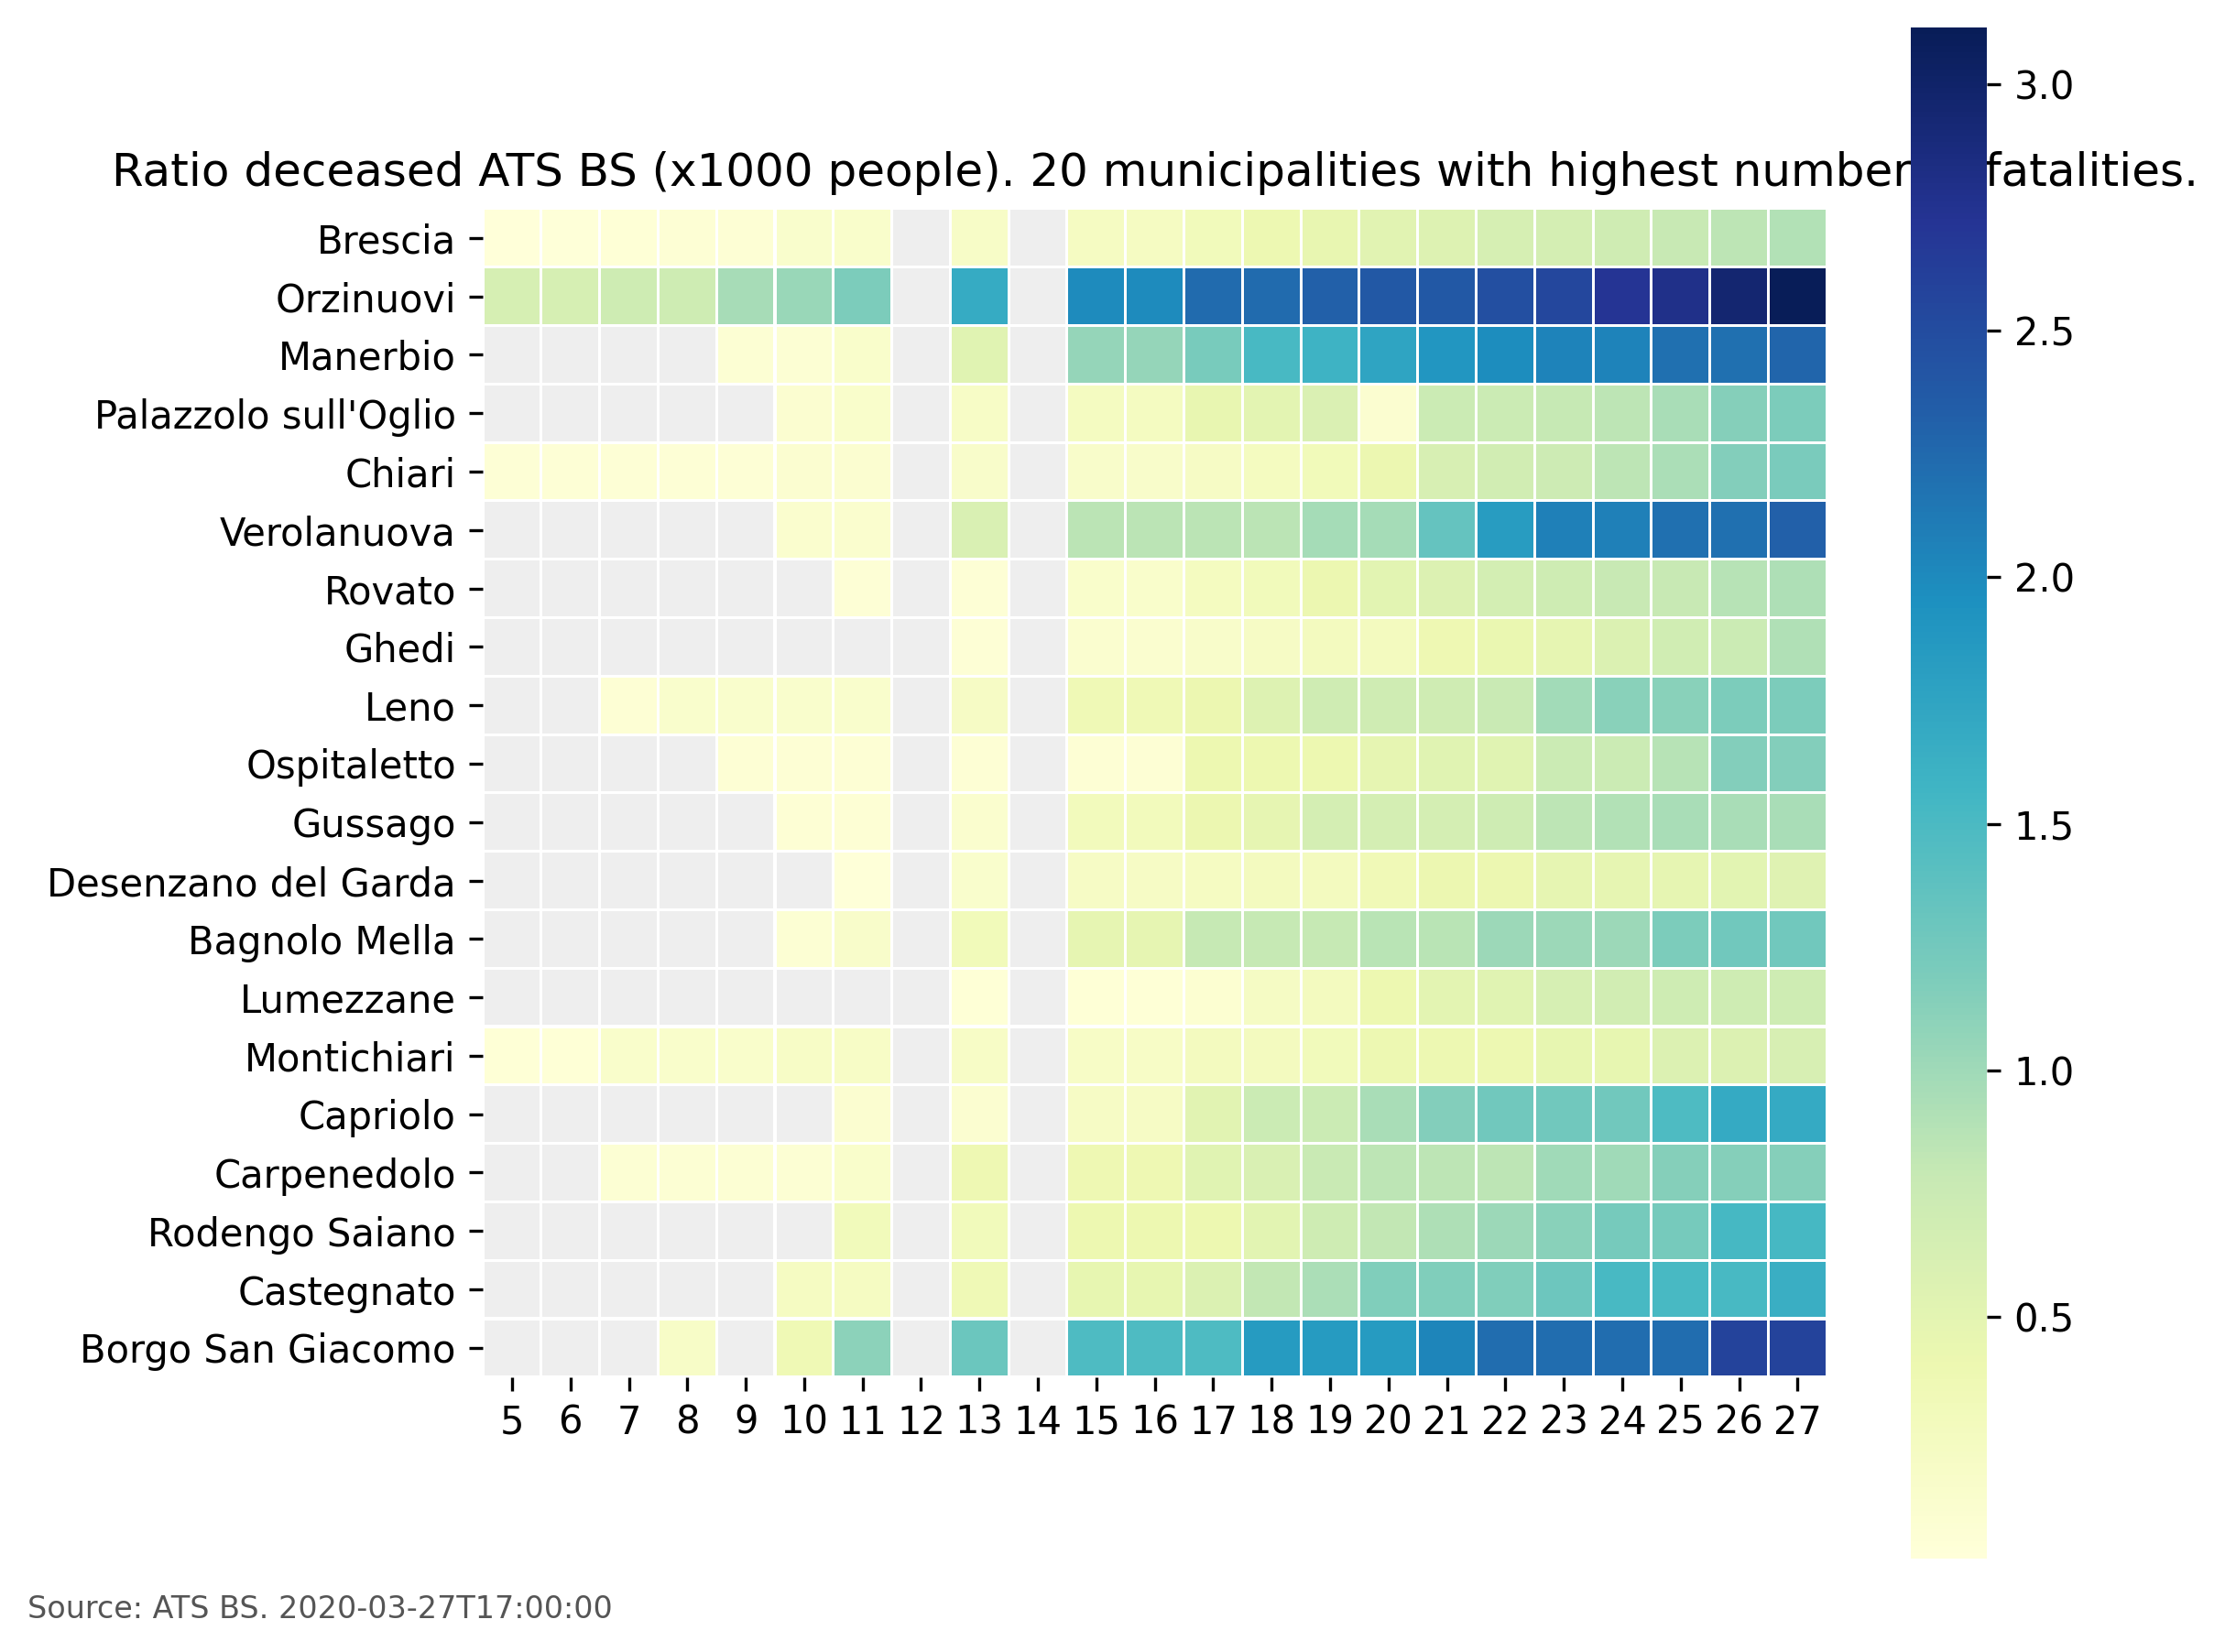 Ratio deceased ATS BS (x1000 people). 20 municipalities with highest number fatalities.
Brescia
Orzinuovi
Manerbio
Palazzolo sull'Oglio
Chiari
Verolanuova
Rovato
Ghedi
Leno
Ospitaletto
Gussago
Desenzano del Garda
Bagnolo Mella
Lumezzane
Montichiari
Capriolo
Carpenedolo
Rodengo Saiano
Castegnato
Borgo San Giacomo
5 6 7 8 9 10 11 12 13 14 15 16 17 18 19 20 21 22 23 24 25 26 27
3.0
2.5
2.0
1.5
1.0
0.5
Source: ATS BS. 2020-03-27T17:00:00